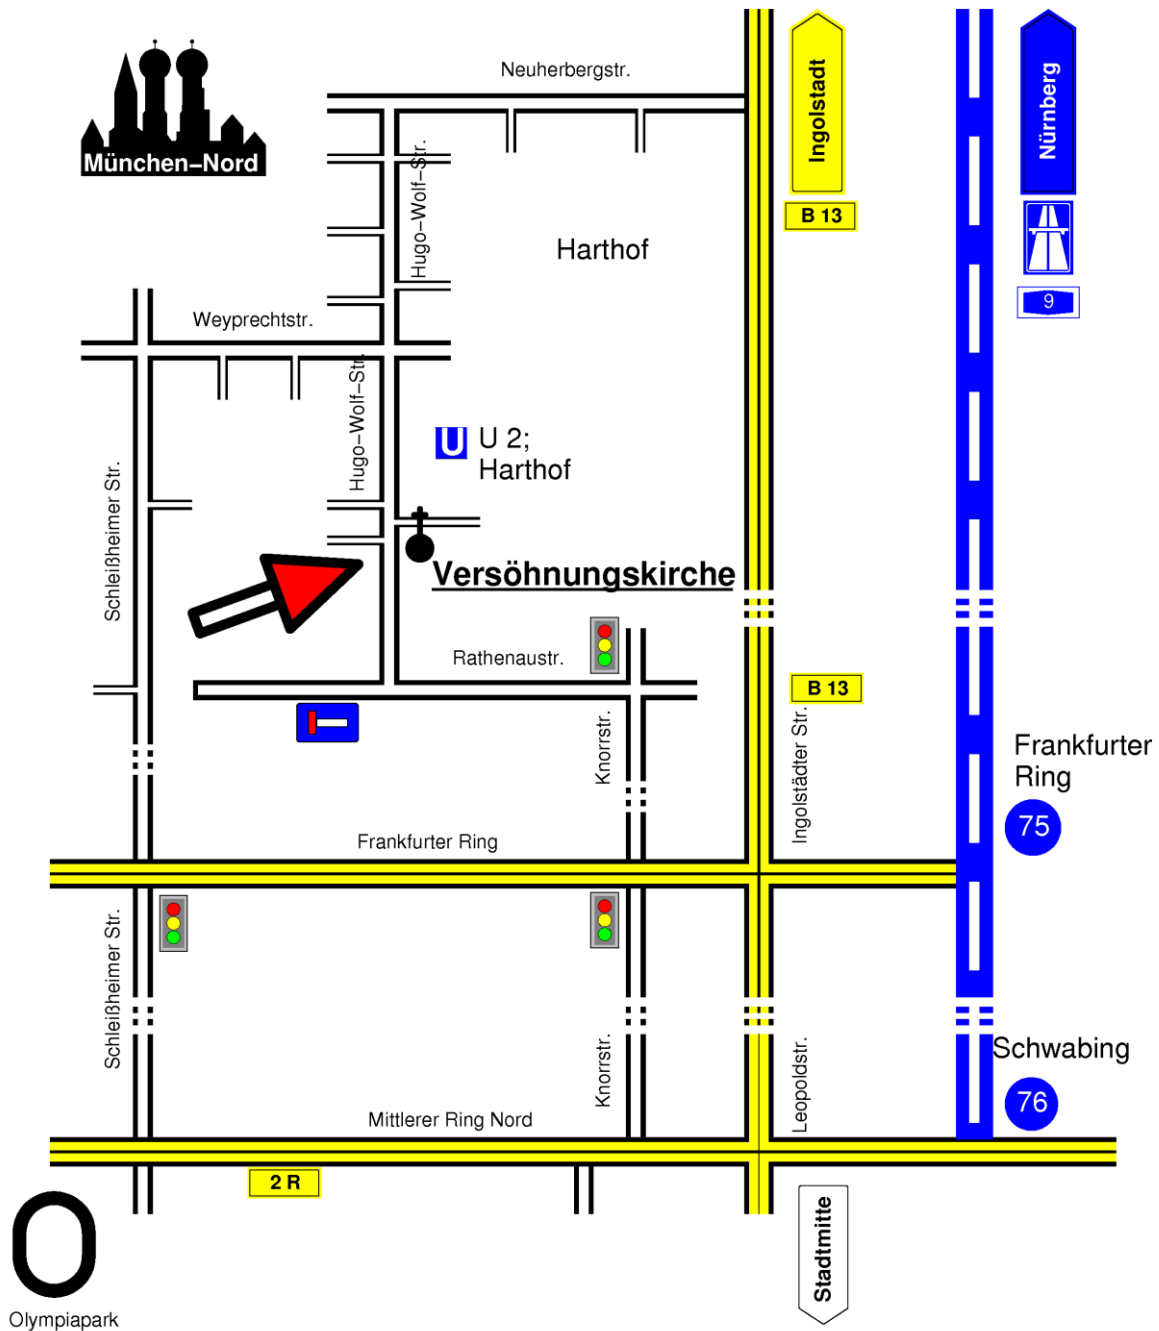 München–Nord
Neuherbergstr.
Ingolstadt
Nürnberg
B 13
Hugo–Wolf–Str.
Harthof
9
Weyprechtstr.
Hugo–Wolf–Str.
U
U 2;
Harthof
Schleißheimer Str.
Versöhnungskirche
Rathenaustr.
B 13
Knorrstr.
Ingolstädter Str.
Frankfurter
Ring
75
Frankfurter Ring
Schleißheimer Str.
Knorrstr.
Leopoldstr.
Schwabing
76
Mittlerer Ring Nord
2 R
Stadtmitte
Olympiapark